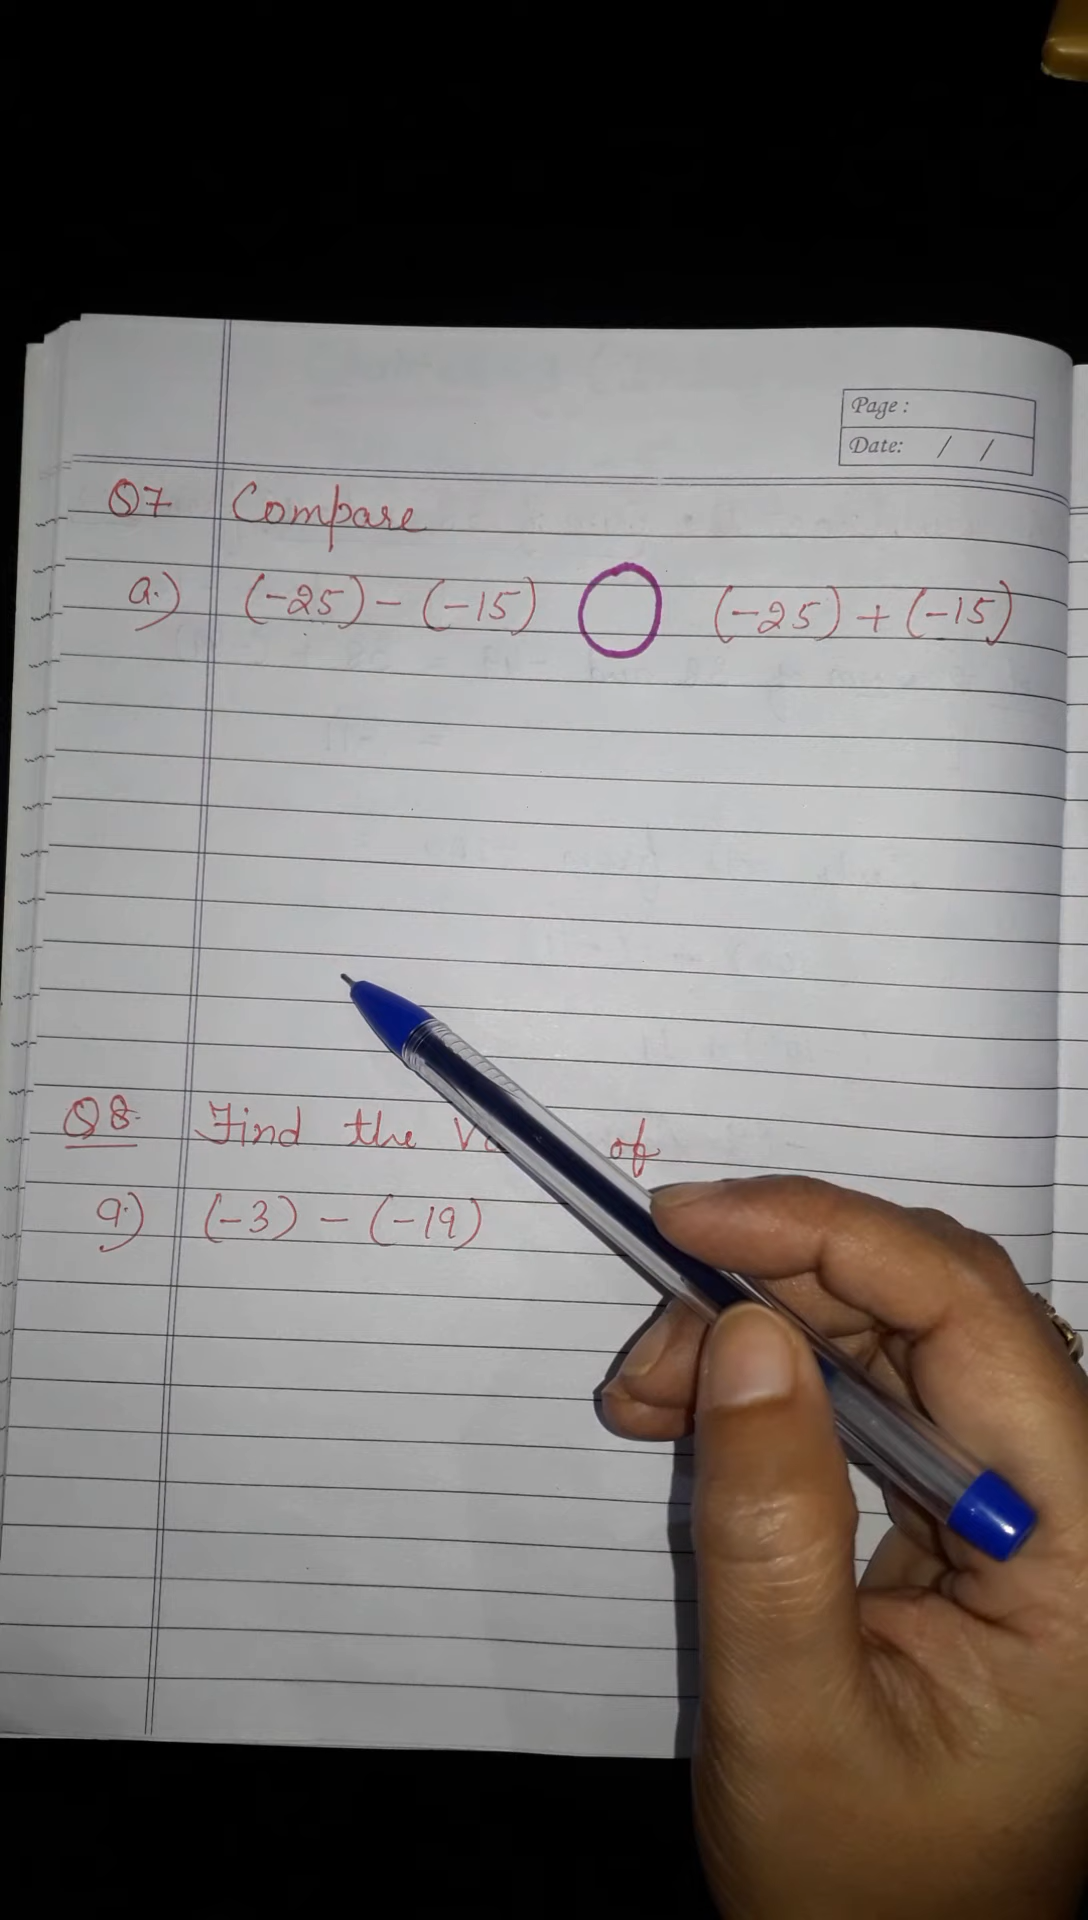 Page :
Date: / /
Q7 Compare
a.) (-25) - (-15) (-25) + (-15)
Q8. Find the of
a.) (-3) - (-19)